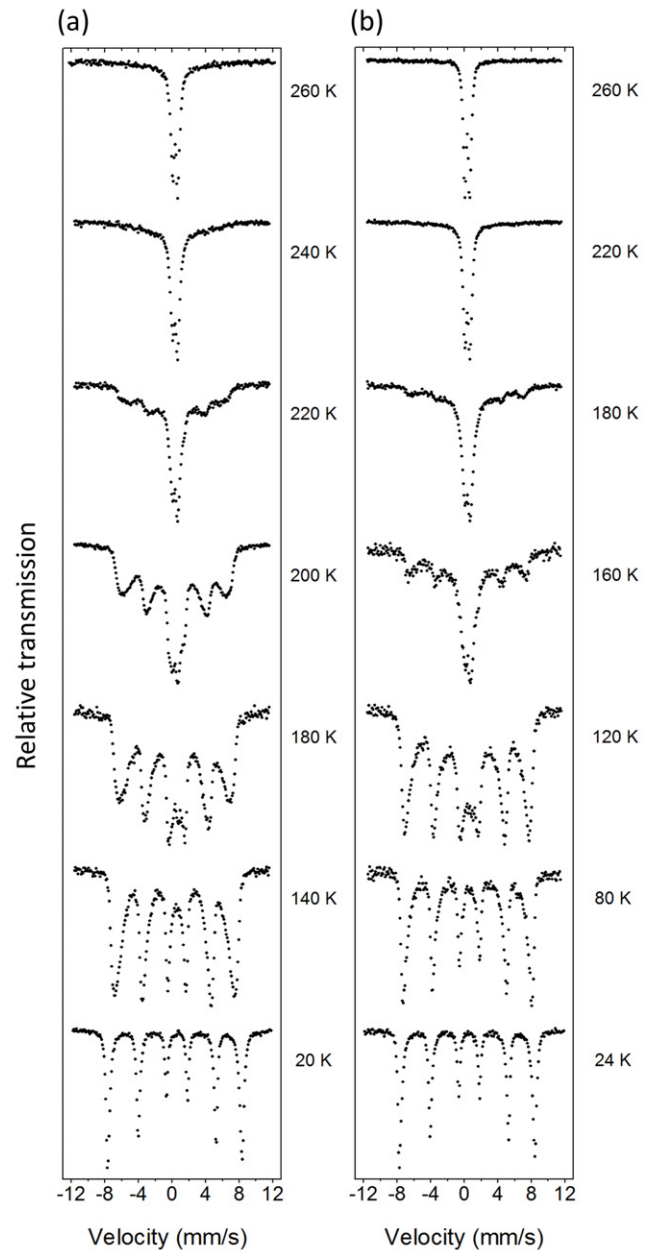 (a)
(b)
260 K
260 K
240 K
220 K
220 K
180 K
200 K
160 K
Relative transmission
180 K
120 K
140 K
80 K
20 K
24 K
-12 -8 -4 0 4 8 12
-12 -8 -4 0 4 8 12
Velocity (mm/s)
Velocity (mm/s)